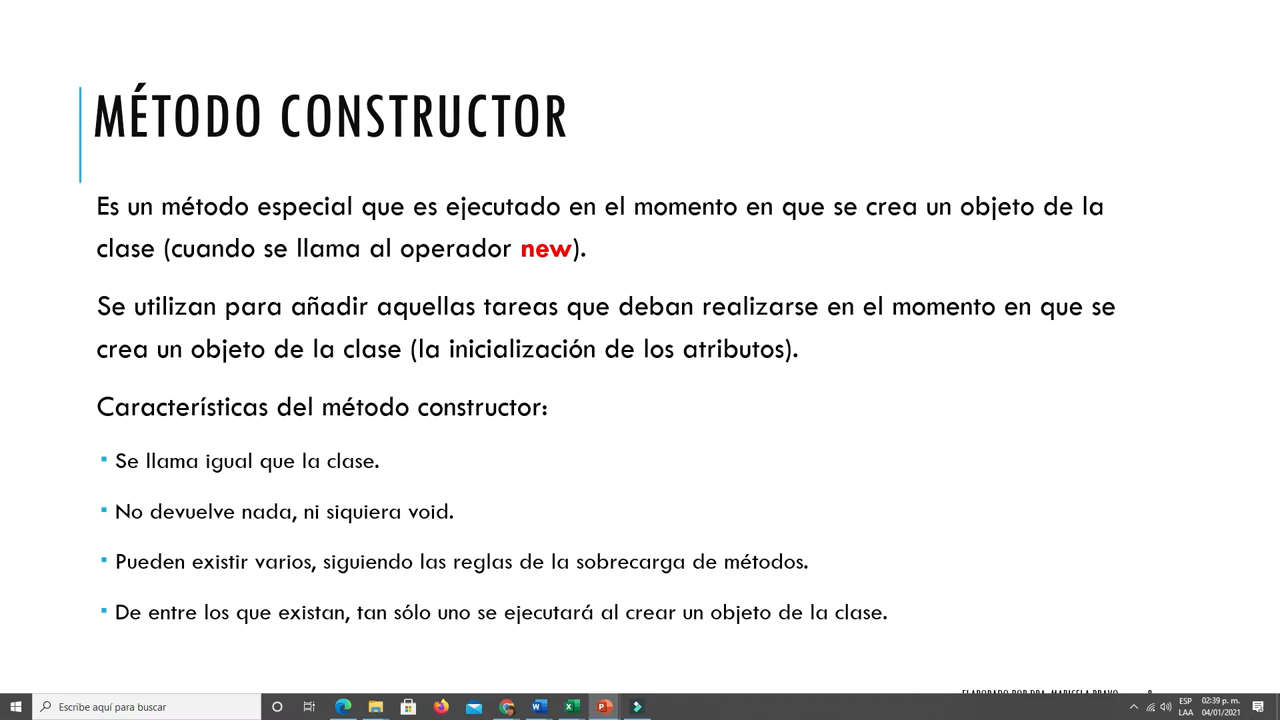 MÉTODO CONSTRUCTOR
Es un método especial que es ejecutado en el momento en que se crea un objeto de la
clase (cuando se llama al operador new).
Se utilizan para añadir aquellas tareas que deban realizarse en el momento en que se
crea un objeto de la clase (la inicialización de los atributos).
Características del método constructor:
▪ Se llama igual que la clase.
▪ No devuelve nada, ni siquiera void.
▪ Pueden existir varios, siguiendo las reglas de la sobrecarga de métodos.
▪ De entre los que existan, tan sólo uno se ejecutará al crear un objeto de la clase.
ELABORADO POR DRA. MARICELA BRAVO
Escribe aquí para buscar
ESP
LAA
02:39 p. m.
04/01/2021